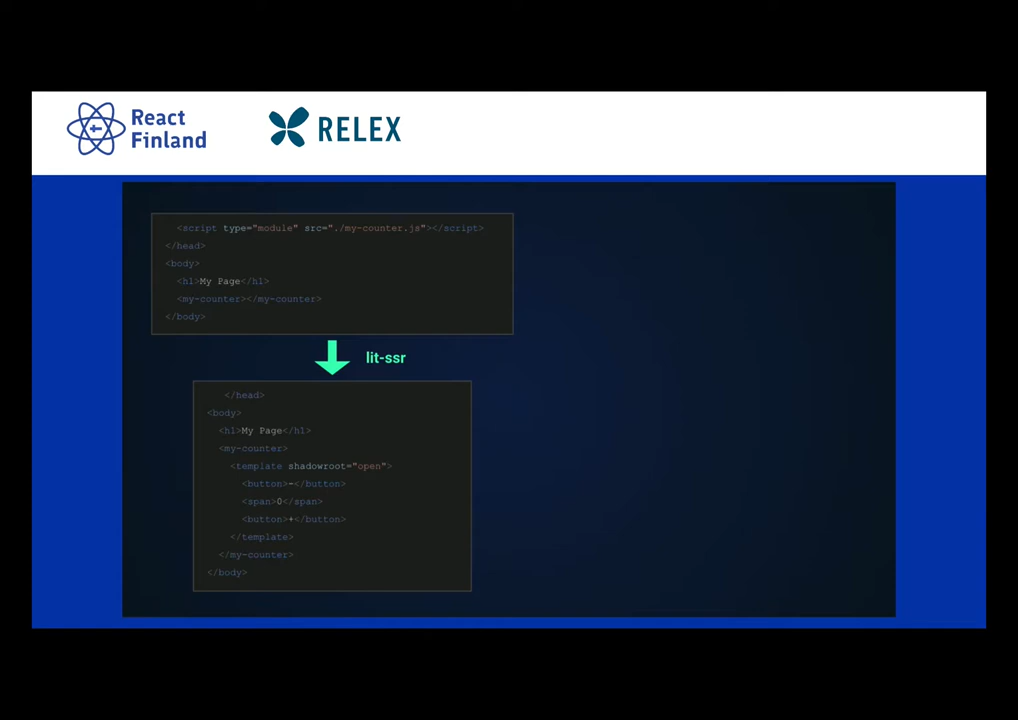 React
Finland
RELEX
<script type="module" src="./my-counter.js"></script>
</head>
<body>
<h1>My Page</h1>
<my-counter></my-counter>
</body>
lit-ssr
</head>
<body>
<h1>My Page</h1>
<my-counter>
<template shadowroot="open">
<button>-</button>
<span>0</span>
<button>+</button>
</template>
</my-counter>
</body>